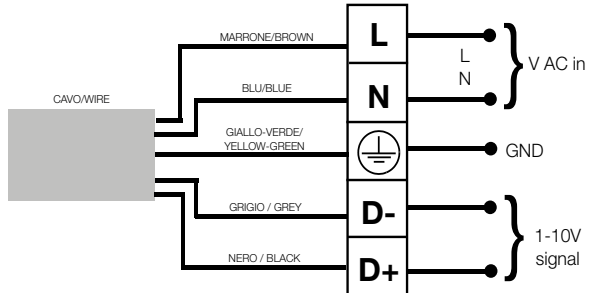 MARRONE/BROWN
L
L
N
V AC in
BLU/BLUE
N
CAVO/WIRE
GIALLO-VERDE/
YELLOW-GREEN
GND
GRIGIO / GREY
D-
1-10V
signal
NERO / BLACK
D+